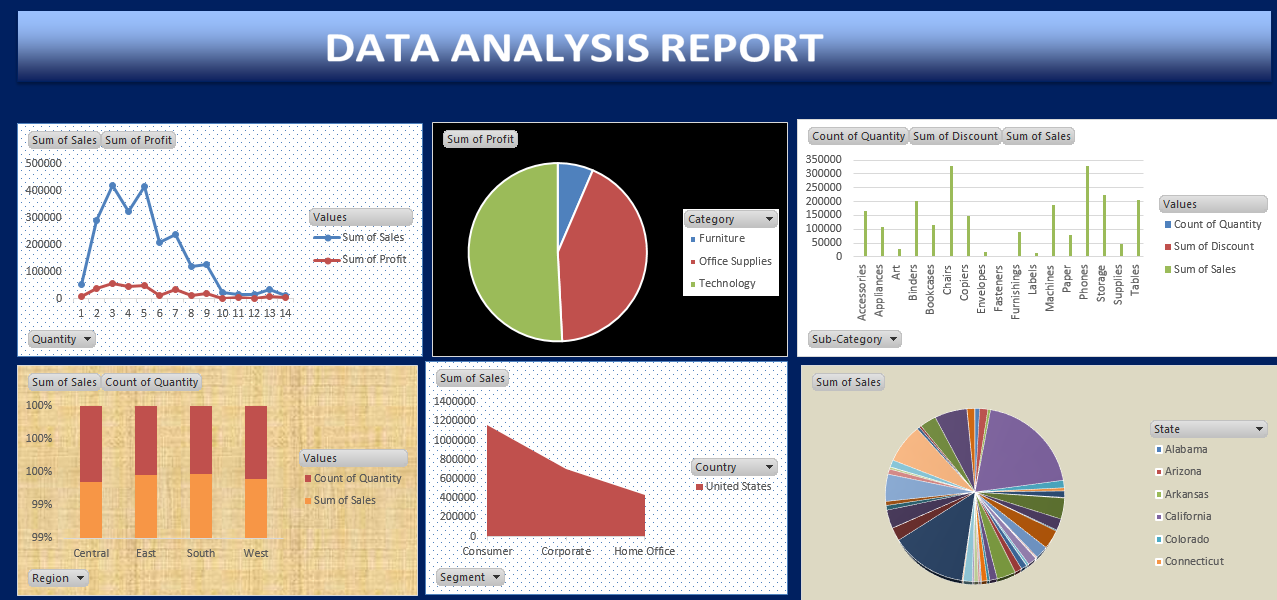 DATA ANALYSIS REPORT
Sum of Sales Sum of Profit
500000
400000
300000
200000
100000
0
1 2 3 4 5 6 7 8 9 10 11 12 13 14
Values
Sum of Sales
Sum of Profit
Quantity
Sum of Profit
Category
Furniture
Office Supplies
Technology
Count of Quantity Sum of Discount Sum of Sales
350000
300000
250000
200000
150000
100000
50000
0
Accessories
Appliances
Art
Binders
Bookcases
Chairs
Copiers
Envelopes
Fasteners
Furnishings
Labels
Machines
Paper
Phones
Storage
Supplies
Tables
Values
Count of Quantity
Sum of Discount
Sum of Sales
Sub-Category
Sum of Sales Count of Quantity
100%
100%
100%
99%
99%
Central East South West
Values
Count of Quantity
Sum of Sales
Region
Sum of Sales
1400000
1200000
1000000
800000
600000
400000
200000
0
Consumer Corporate Home Office
Country
United States
Segment
Sum of Sales
State
Alabama
Arizona
Arkansas
California
Colorado
Connecticut